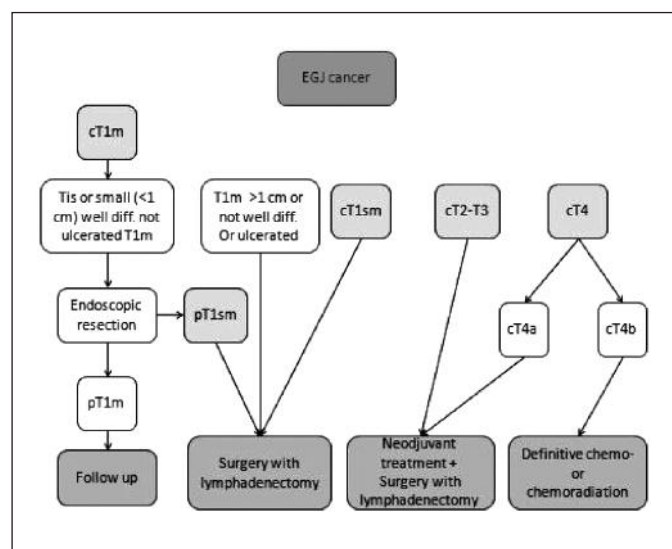 EGJ cancer
cT1m
Tis or small (<1
cm) well diff. not
ulcerated T1m
T1m >1 cm or
not well diff.
Or ulcerated
cT1sm
cT2-T3
cT4
Endoscopic
resection
pT1sm
cT4a
cT4b
pT1m
Follow up
Surgery with
lymphadenectomy
Neodjuvant
treatment +
Surgery with
lymphadenectomy
Definitive chemo-
or
chemoradiation